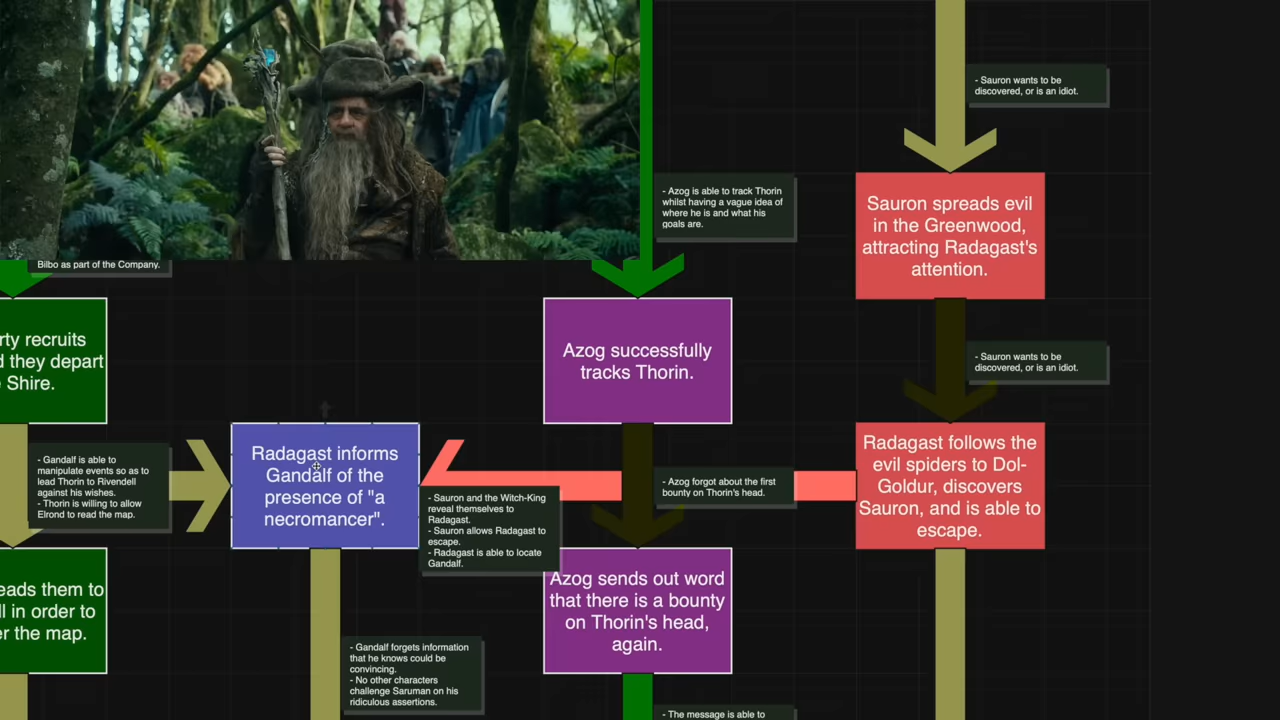 - Sauron wants to be
discovered, or is an idiot.
- Azog is able to track Thorin
whilst having a vague idea of
where he is and what his
goals are.
Sauron spreads evil
in the Greenwood,
attracting Radagast's
attention.
Bilbo as part of the Company.
rty recruits
d they depart
Shire.
Azog successfully
tracks Thorin.
- Sauron wants to be
discovered, or is an idiot.
- Gandalf is able to
manipulate events so as to
lead Thorin to Rivendell
against his wishes.
- Thorin is willing to allow
Elrond to read the map.
Radagast informs
Gandalf of the
presence of "a
necromancer".
- Sauron and the Witch-King
reveal themselves to
Radagast.
- Sauron allows Radagast to
escape.
- Radagast is able to locate
Gandalf.
- Azog forgot about the first
bounty on Thorin's head.
Radagast follows the
evil spiders to Dol-
Goldur, discovers
Sauron, and is able to
escape.
eads them to
ll in order to
er the map.
Azog sends out word
that there is a bounty
on Thorin's head,
again.
- Gandalf forgets information
that he knows could be
convincing.
- No other characters
challenge Saruman on his
ridiculous assertions.
- The message is able to